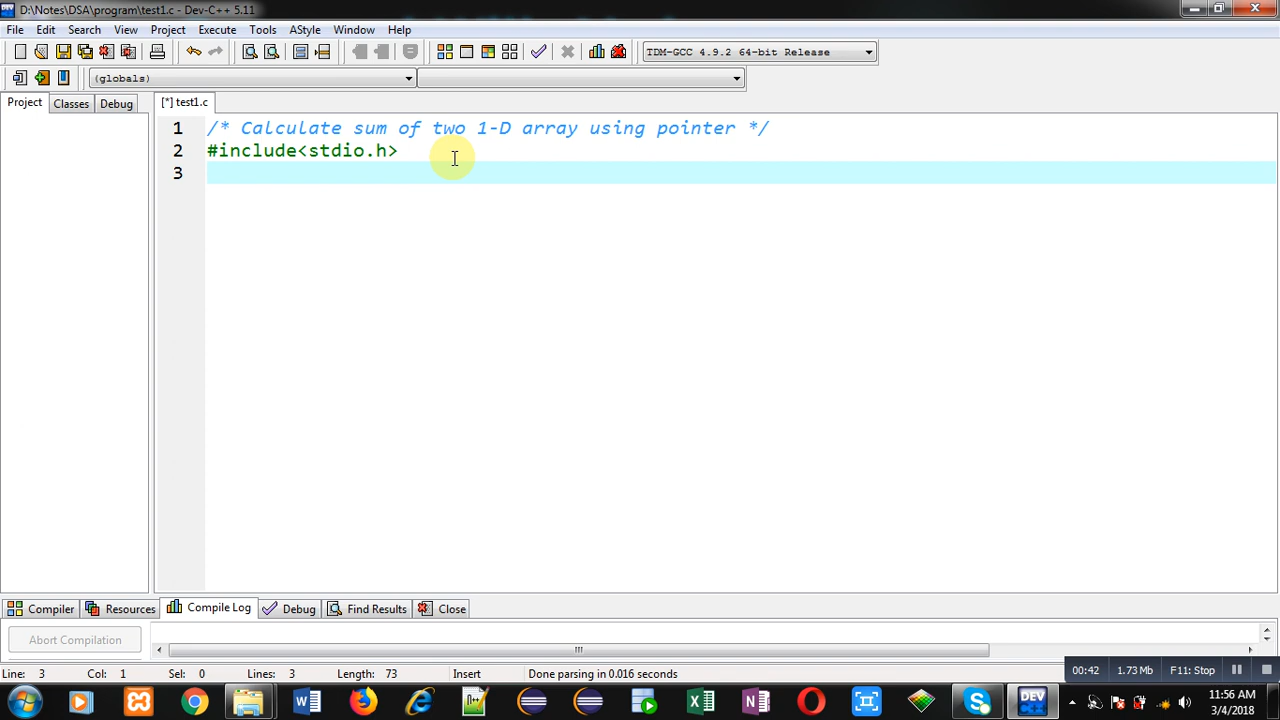 D:\Notes\DSA\program\test1.c - Dev-C++ 5.11
File Edit Search View Project Execute Tools AStyle Window Help
TDM-GCC 4.9.2 64-bit Release
(globals)
Project Classes Debug
[*] test1.c
1 /* Calculate sum of two 1-D array using pointer */
2 #include<stdio.h>
3
Compiler Resources Compile Log Debug Find Results Close
Abort Compilation
Line: 3 Col: 1 Sel: 0 Lines: 3 Length: 73 Insert Done parsing in 0.016 seconds
00:42 1.73 Mb F11: Stop
DEV
11:56 AM
3/4/2018